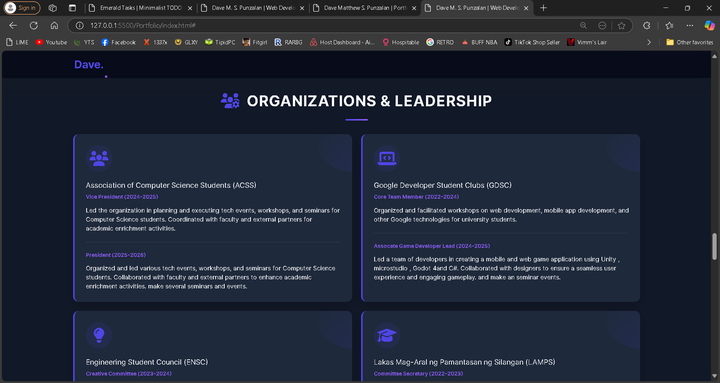 Sign in
Emerald Tasks | Minimalist TODO
Dave M. S. Punzalan | Web Devel
Dave Matthew S. Punzalan | Portf
Dave M. S. Punzalan | Web Devel
127.0.0.1:5500/Portfolio/index.html#
LIME
Youtube
YTS
Facebook
1337x
GLXY
TipidPC
Fitgirl
RARBG
Host Dashboard - Ai...
Hospitable
RETRO
BUFF NBA
TikTok Shop Seller
Vimm's Lair
Other favorites
Dave.
ORGANIZATIONS & LEADERSHIP
Association of Computer Science Students (ACSS)
Vice President (2024-2025)
Led the organization in planning and executing tech events, workshops, and seminars for
Computer Science students. Coordinated with faculty and external partners for
academic enrichment activities.
President (2025-2026)
Organized and led various tech events, workshops, and seminars for Computer Science
students. Collaborated with faculty and external partners to enhance academic
enrichment activities. make several seminars and events.
Google Developer Student Clubs (GDSC)
Core Team Member (2022-2024)
Organized and facilitated workshops on web development, mobile app development, and
other Google technologies for university students.
Assocate Game Developer Lead (2024-2025)
Led a team of developers in creating a mobile and web game application using Unity ,
microstudio , Godot 4and C#. Collaborated with designers to ensure a seamless user
experience and engaging gameplay. and make an seminar events.
Engineering Student Council (ENSC)
Creative Committee (2023-2024)
Lakas Mag-Aral ng Pamantasan ng Silangan (LAMPS)
Committee Secretary (2022-2023)